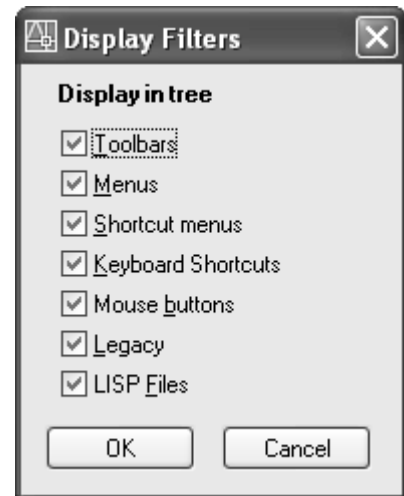 Display Filters
Display in tree
Toolbars
Menus
Shortcut menus
Keyboard Shortcuts
Mouse buttons
Legacy
LISP Files
OK Cancel